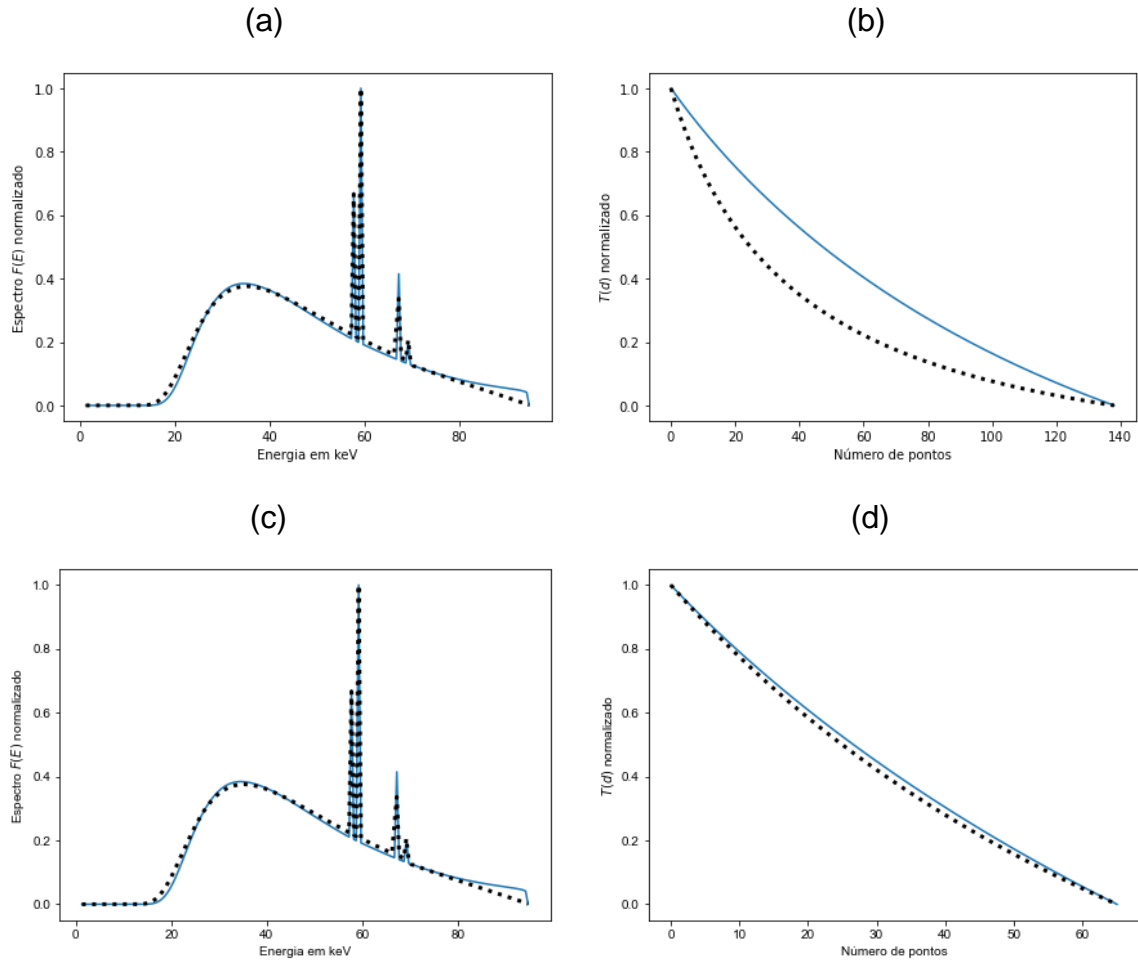 (a)
(b)
Espectro F(E) normalizado
1.0
0.8
0.6
0.4
0.2
0.0
0 20 40 60 80
Energia em keV
T(d) normalizado
1.0
0.8
0.6
0.4
0.2
0.0
0 20 40 60 80 100 120 140
Número de pontos
(c)
(d)
Espectro F(E) normalizado
1.0
0.8
0.6
0.4
0.2
0.0
0 20 40 60 80
Energia em keV
T(d) normalizado
1.0
0.8
0.6
0.4
0.2
0.0
0 10 20 30 40 50 60
Número de pontos